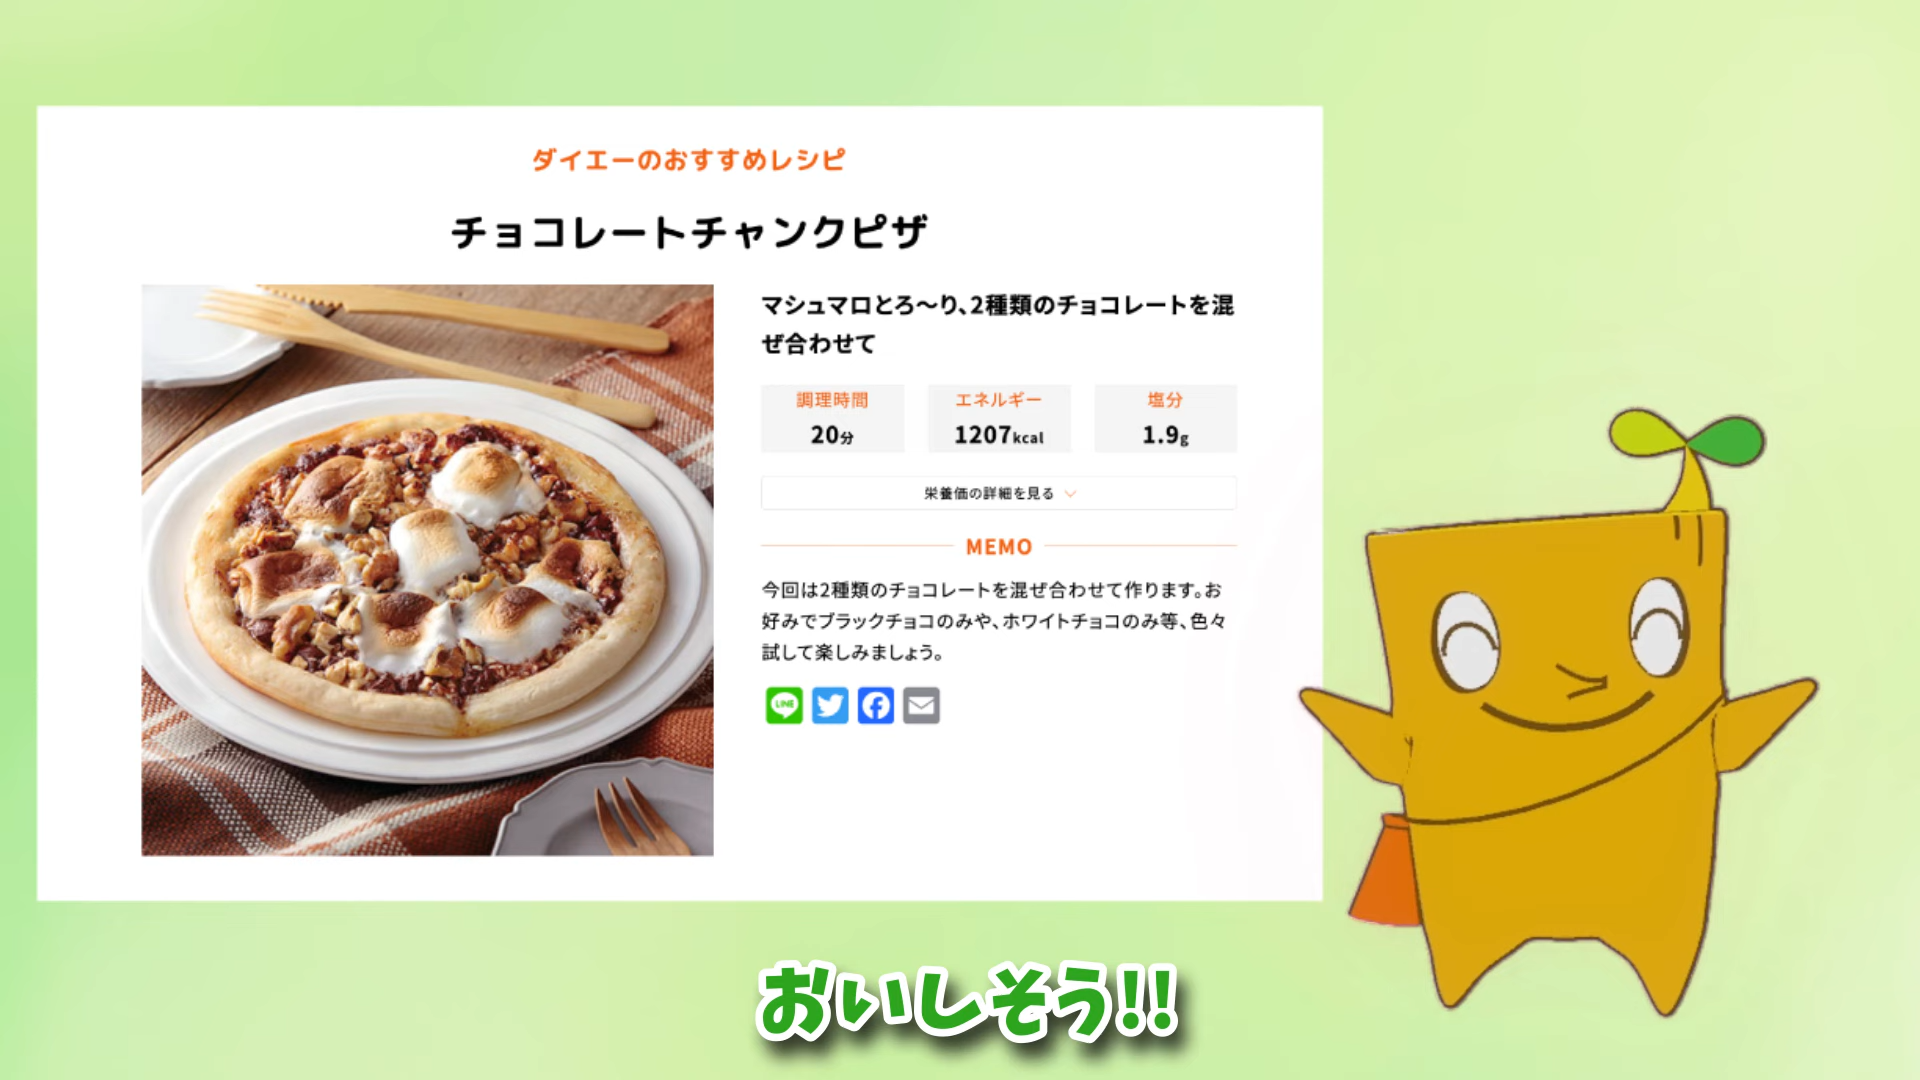 ダイエーのおすすめレシピ
チョコレートチャンクピザ
マシュマロとろ〜り、2種類のチョコレートを混
ぜ合わせて
調理時間
20分
エネルギー
1207kcal
塩分
1.9g
栄養価の詳細を見る
MEMO
今回は2種類のチョコレートを混ぜ合わせて作ります。お
好みでブラックチョコのみや、ホワイトチョコのみ等、色々
試して楽しみましょう。
LINE
おいしそう!!